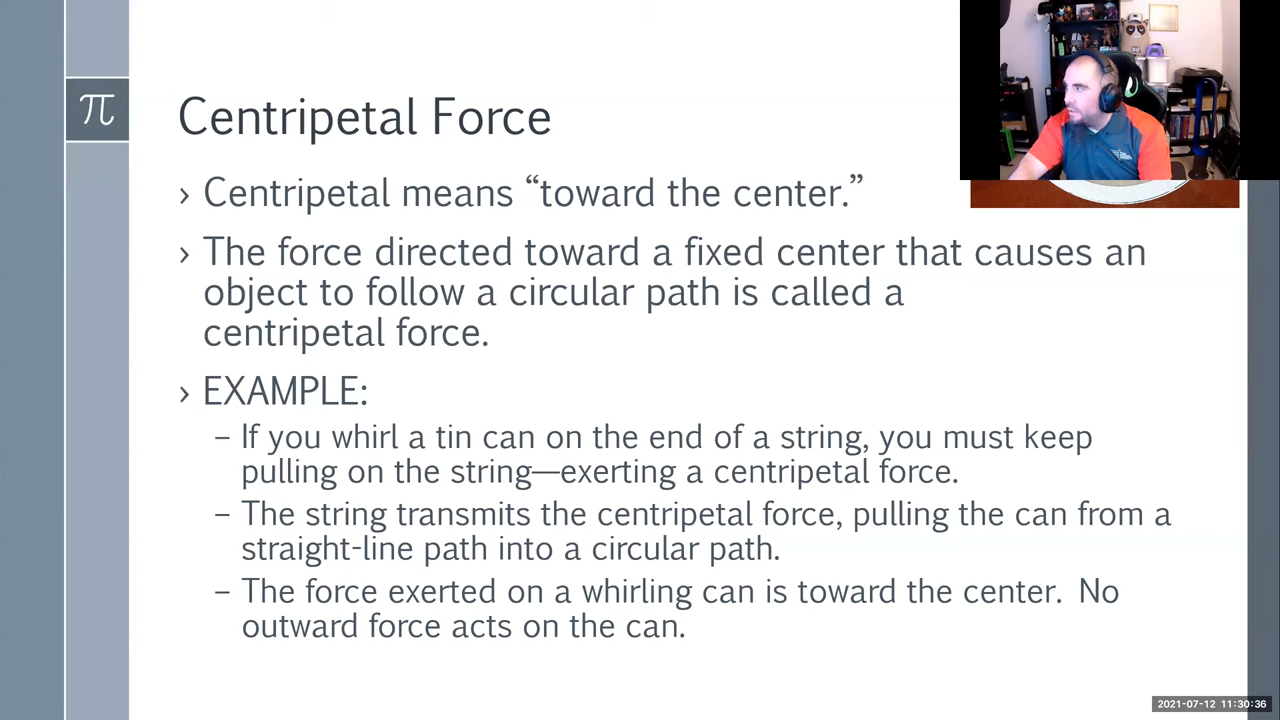 π
Centripetal Force
› Centripetal means “toward the center.”
› The force directed toward a fixed center that causes an
object to follow a circular path is called a
centripetal force.
› EXAMPLE:
– If you whirl a tin can on the end of a string, you must keep
pulling on the string—exerting a centripetal force.
– The string transmits the centripetal force, pulling the can from a
straight-line path into a circular path.
– The force exerted on a whirling can is toward the center. No
outward force acts on the can.
2021-07-12 11:30:36